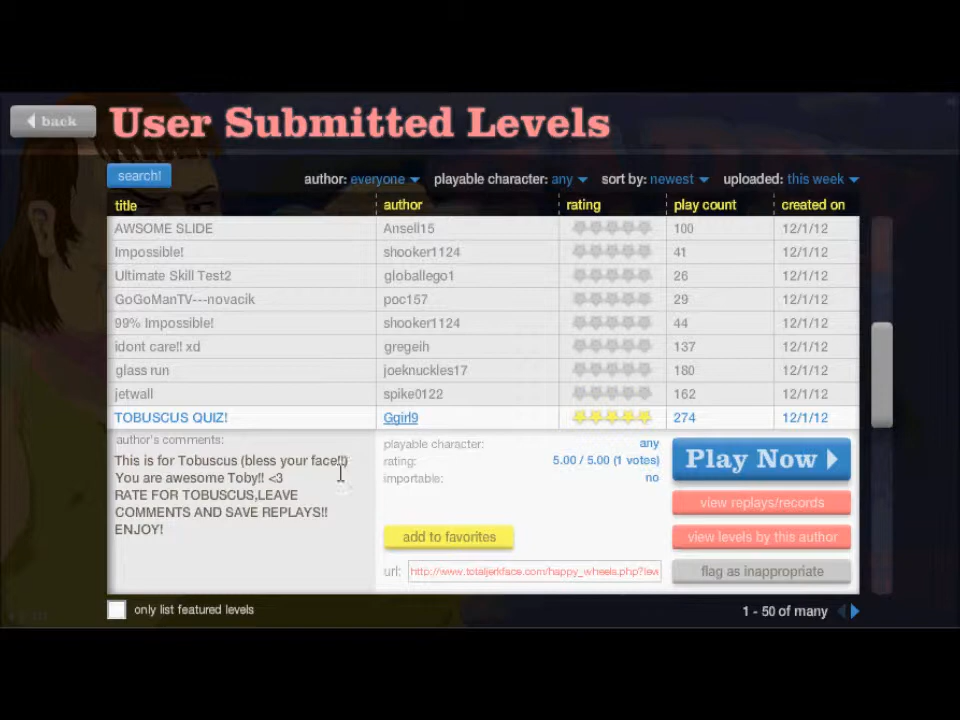 back
User Submitted Levels
search!
author: everyone playable character: any sort by: newest uploaded: this week
title author rating play count created on
AWSOME SLIDE Ansell15 100 12/1/12
Impossible! shooker1124 41 12/1/12
Ultimate Skill Test2 globallego1 26 12/1/12
GoGoManTV---novacik poc157 29 12/1/12
99% Impossible! shooker1124 44 12/1/12
idont care!! xd gregeih 137 12/1/12
glass run joeknuckles17 180 12/1/12
jetwall spike0122 162 12/1/12
TOBUSCUS QUIZ! Ggirl9 274 12/1/12
author's comments:
This is for Tobuscus (bless your face!!)
You are awesome Toby!! <3
RATE FOR TOBUSCUS,LEAVE
COMMENTS AND SAVE REPLAYS!!
ENJOY!
playable character: any
rating: 5.00 / 5.00 (1 votes)
importable: no
add to favorites
url: http://www.totaljerkface.com/happy_wheels.php?lev
Play Now
view replays/records
view levels by this author
flag as inappropriate
only list featured levels
1 - 50 of many